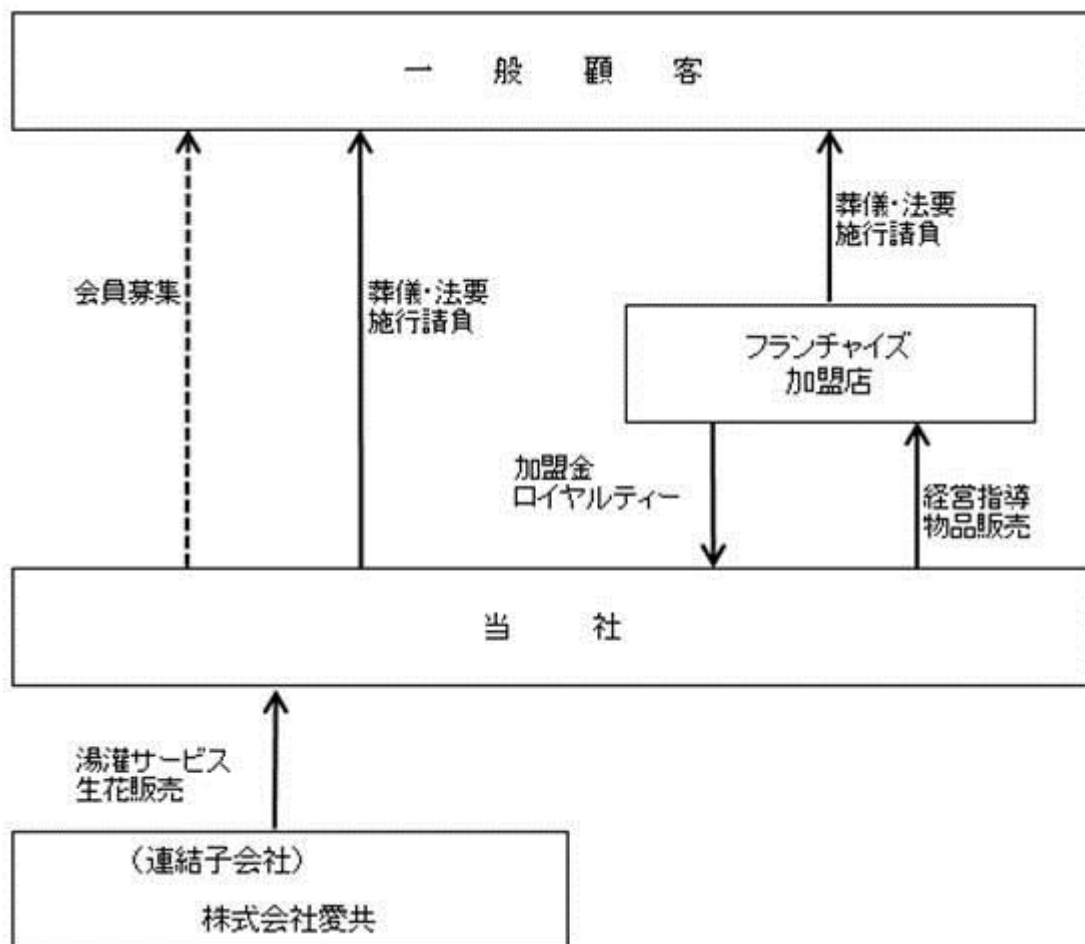 一般顧客
会員募集
葬儀・法要
施行請負
葬儀・法要
施行請負
フランチャイズ
加盟店
加盟金
ロイヤルティー
経営指導
物品販売
当社
湯灌サービス
生花販売
（連結子会社）
株式会社愛共